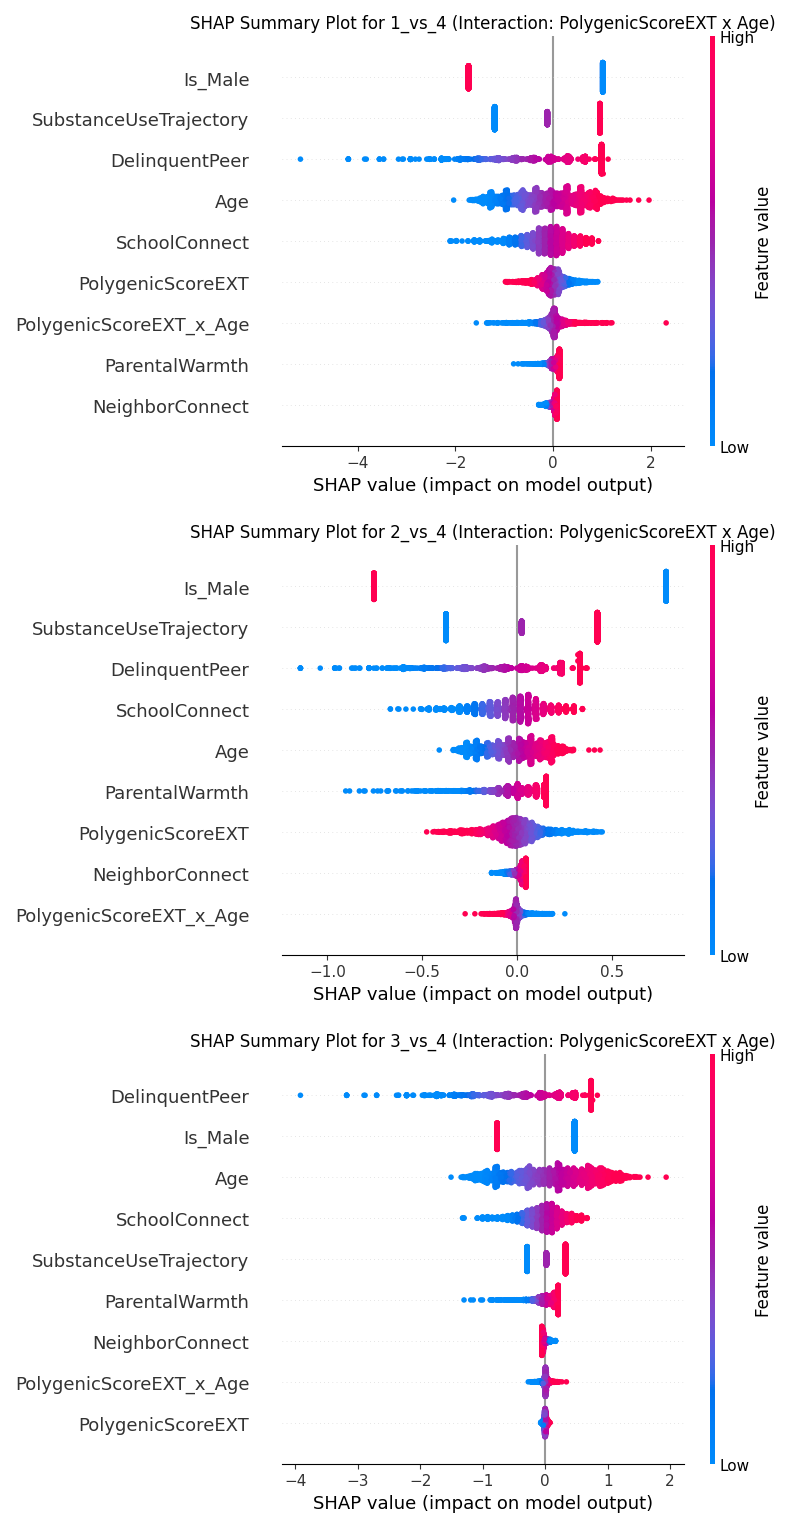 SHAP Summary Plot for 1_vs_4 (Interaction: PolygenicScoreEXT x Age)
High
Is_Male
SubstanceUseTrajectory
DelinquentPeer
Age
SchoolConnect
PolygenicScoreEXT
PolygenicScoreEXT_x_Age
ParentalWarmth
NeighborConnect
Feature value
Low
−4 −2 0 2
SHAP value (impact on model output)
SHAP Summary Plot for 2_vs_4 (Interaction: PolygenicScoreEXT x Age)
High
Is_Male
SubstanceUseTrajectory
DelinquentPeer
SchoolConnect
Age
ParentalWarmth
PolygenicScoreEXT
NeighborConnect
PolygenicScoreEXT_x_Age
Feature value
Low
−1.0 −0.5 0.0 0.5
SHAP value (impact on model output)
SHAP Summary Plot for 3_vs_4 (Interaction: PolygenicScoreEXT x Age)
High
DelinquentPeer
Is_Male
Age
SchoolConnect
SubstanceUseTrajectory
ParentalWarmth
NeighborConnect
PolygenicScoreEXT_x_Age
PolygenicScoreEXT
Feature value
Low
−4 −3 −2 −1 0 1 2
SHAP value (impact on model output)